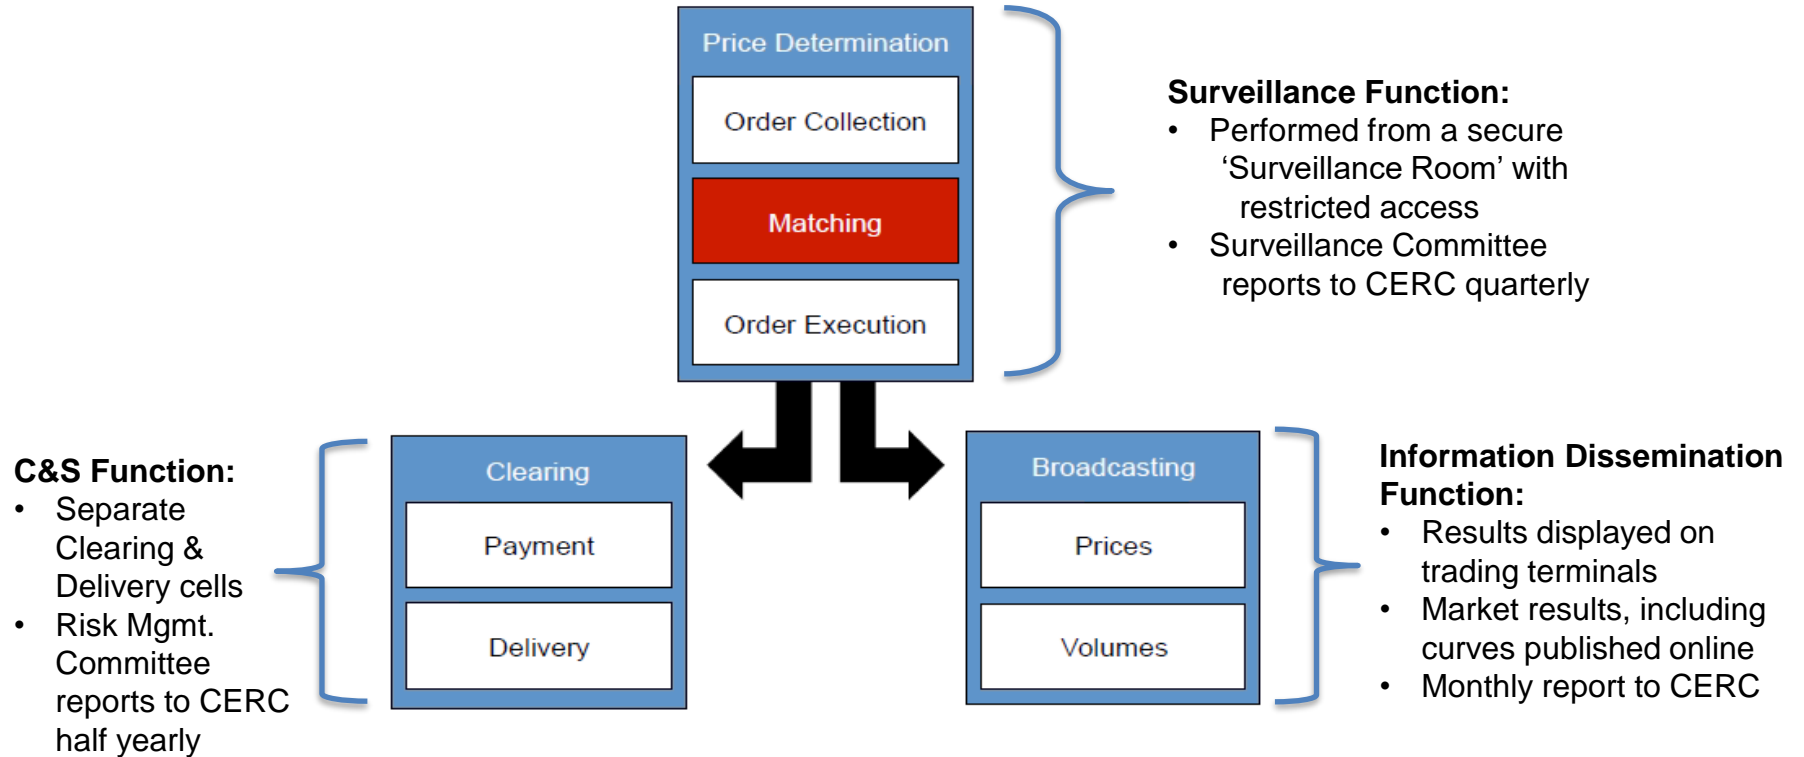 Price Determination
Order Collection
Matching
Order Execution
Surveillance Function:
• Performed from a secure
‘Surveillance Room’ with
restricted access
• Surveillance Committee
reports to CERC quarterly
C&S Function:
• Separate
Clearing &
Delivery cells
• Risk Mgmt.
Committee
reports to CERC
half yearly
Clearing
Payment
Delivery
Broadcasting
Prices
Volumes
Information Dissemination
Function:
• Results displayed on
trading terminals
• Market results, including
curves published online
• Monthly report to CERC